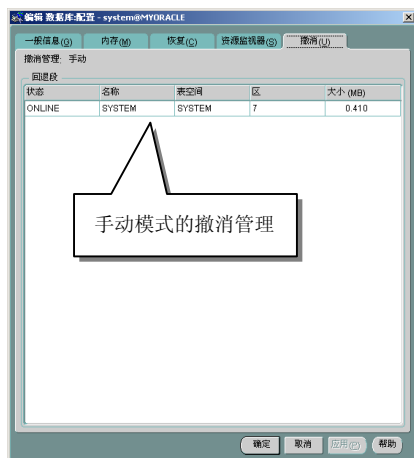 编辑 数据库:配置 - system@MYORACLE
一般信息(G) 内存(M) 恢复(C) 资源监视器(S) 撤消(U)
撤消管理: 手动
回退段
状态 名称 表空间 区 大小 (MB)
ONLINE SYSTEM SYSTEM 7 0.410
手动模式的撤消管理
确定 取消 应用(P) 帮助